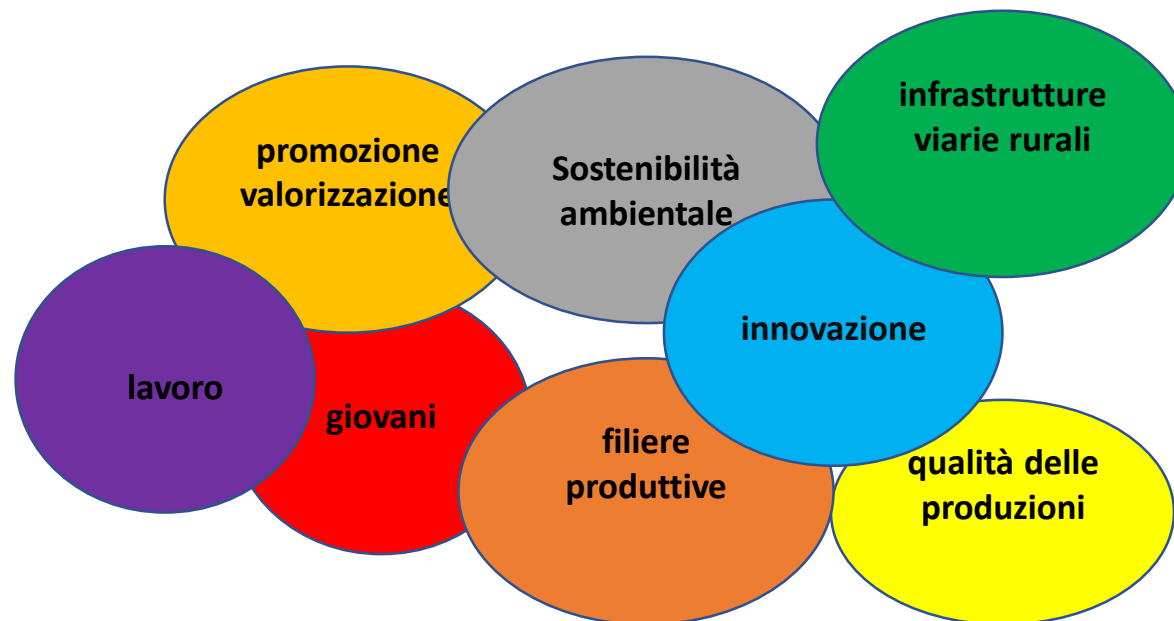 promozione
valorizzazione
Sostenibilità
ambientale
infrastrutture
viarie rurali
lavoro
giovani
innovazione
filiere
produttive
qualità delle
produzioni